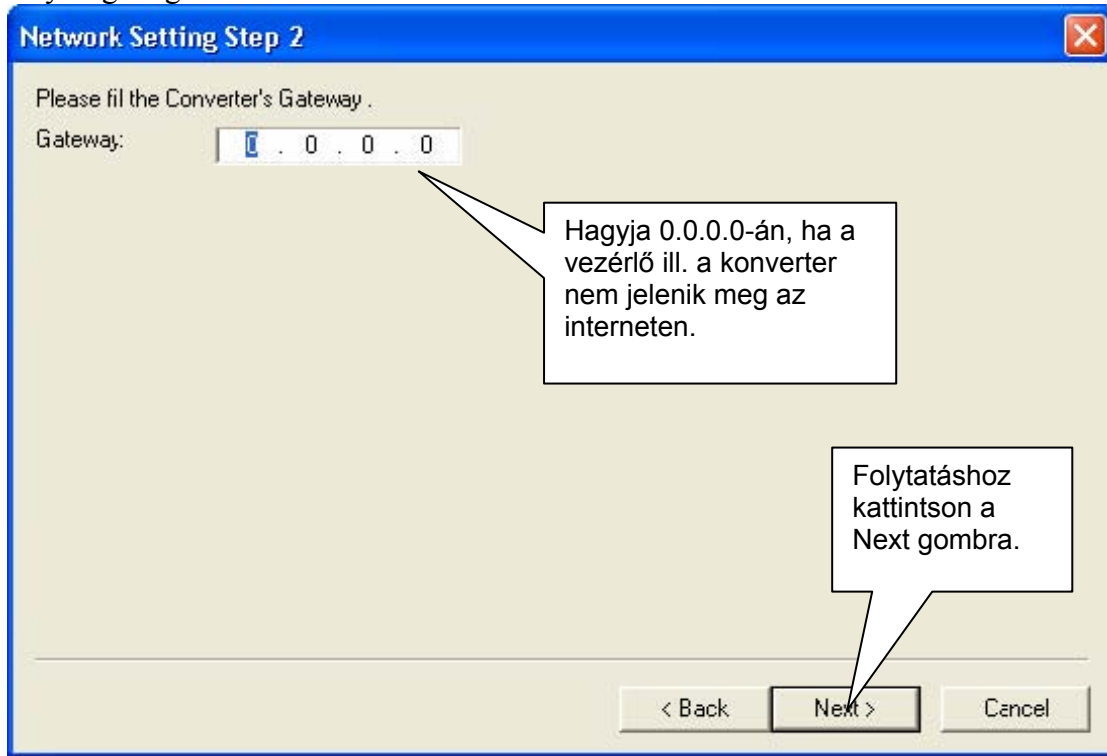 Network Setting Step 2
Please fil the Converter's Gateway .
Gateway: 0 . 0 . 0 . 0
Hagyja 0.0.0.0-án, ha a
vezérlő ill. a konverter
nem jelenik meg az
interneten.
Folytatáshoz
kattintson a
Next gombra.
< Back Next > Cancel